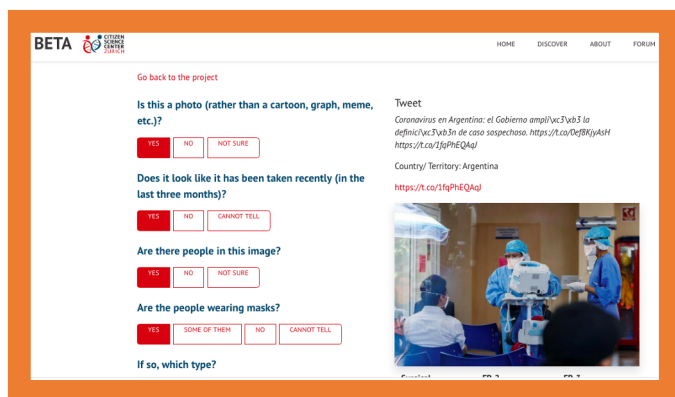 BETA
CITIZEN
SCIENCE
CENTER
ZURICH
HOME DISCOVER ABOUT FORUM
Go back to the project
Is this a photo (rather than a cartoon, graph, meme,
etc.)?
YES NO NOT SURE
Does it look like it has been taken recently (in the
last three months)?
YES NO CANNOT TELL
Are there people in this image?
YES NO NOT SURE
Are the people wearing masks?
YES SOME OF THEM NO CANNOT TELL
If so, which type?
Tweet
Coronavirus en Argentina: el Gobierno ampli\xc3\xb3 la
definici\xc3\xb3n de caso sospechoso. https://t.co/0ef8KjyAsH
https://t.co/1fqPhEQAqJ
Country/ Territory: Argentina
https://t.co/1fqPhEQAqJ